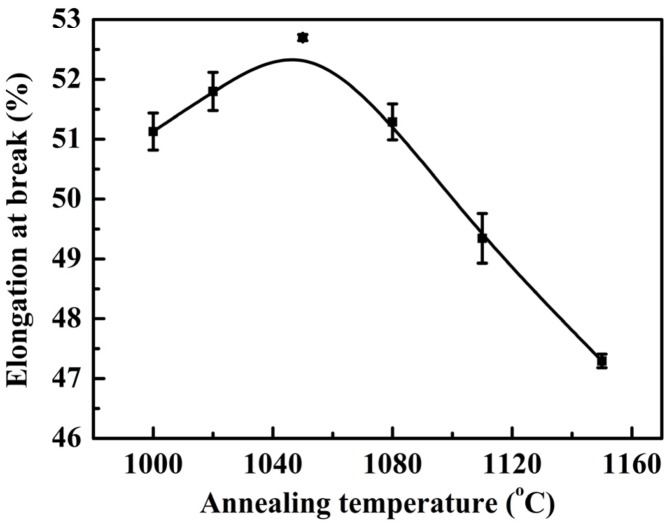 53
52
51
50
49
48
47
46
Elongation at break (%)
1000 1040 1080 1120 1160
Annealing temperature (°C)